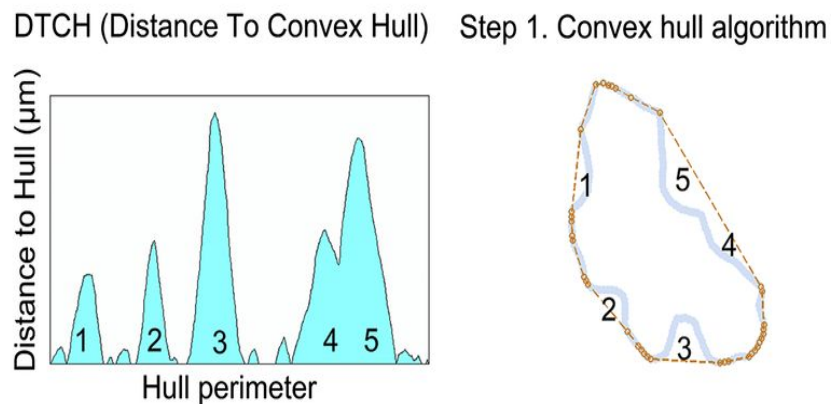 DTCH (Distance To Convex Hull)
Step 1. Convex hull algorithm
Distance to Hull (μm)
1 2 3 4 5
Hull perimeter
1
5
4
2
3